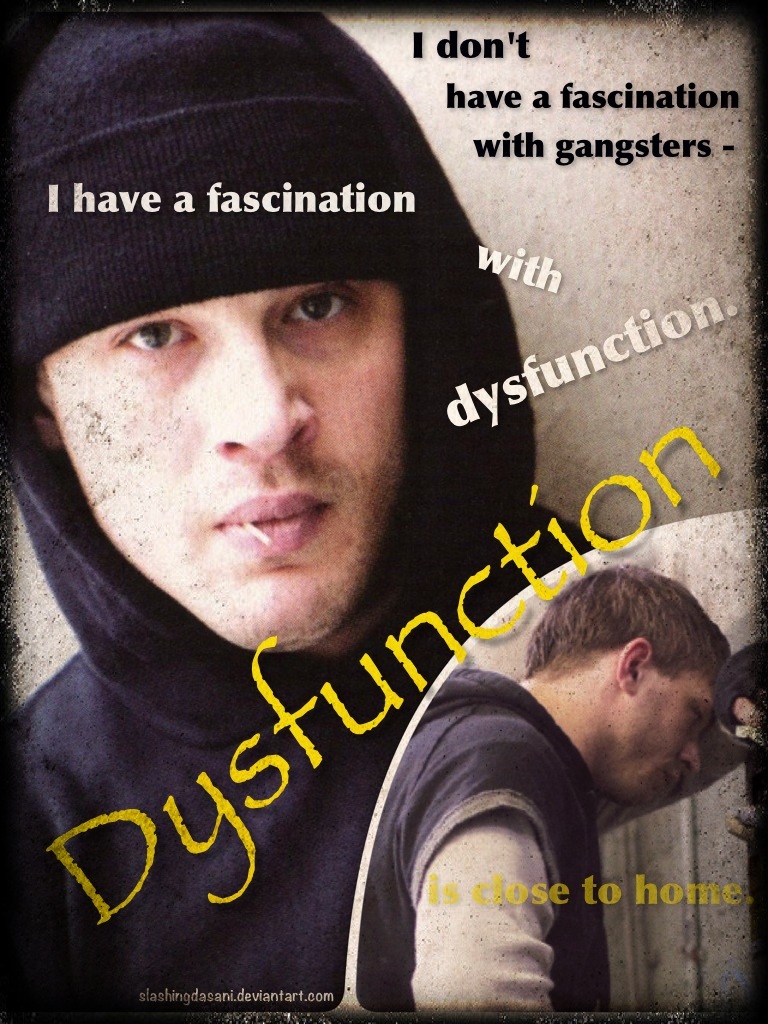 I don't
have a fascination
with gangsters -
I have a fascination
with
dysfunction.
Dysfunction
is close to home.
slashingdasani.deviantart.com